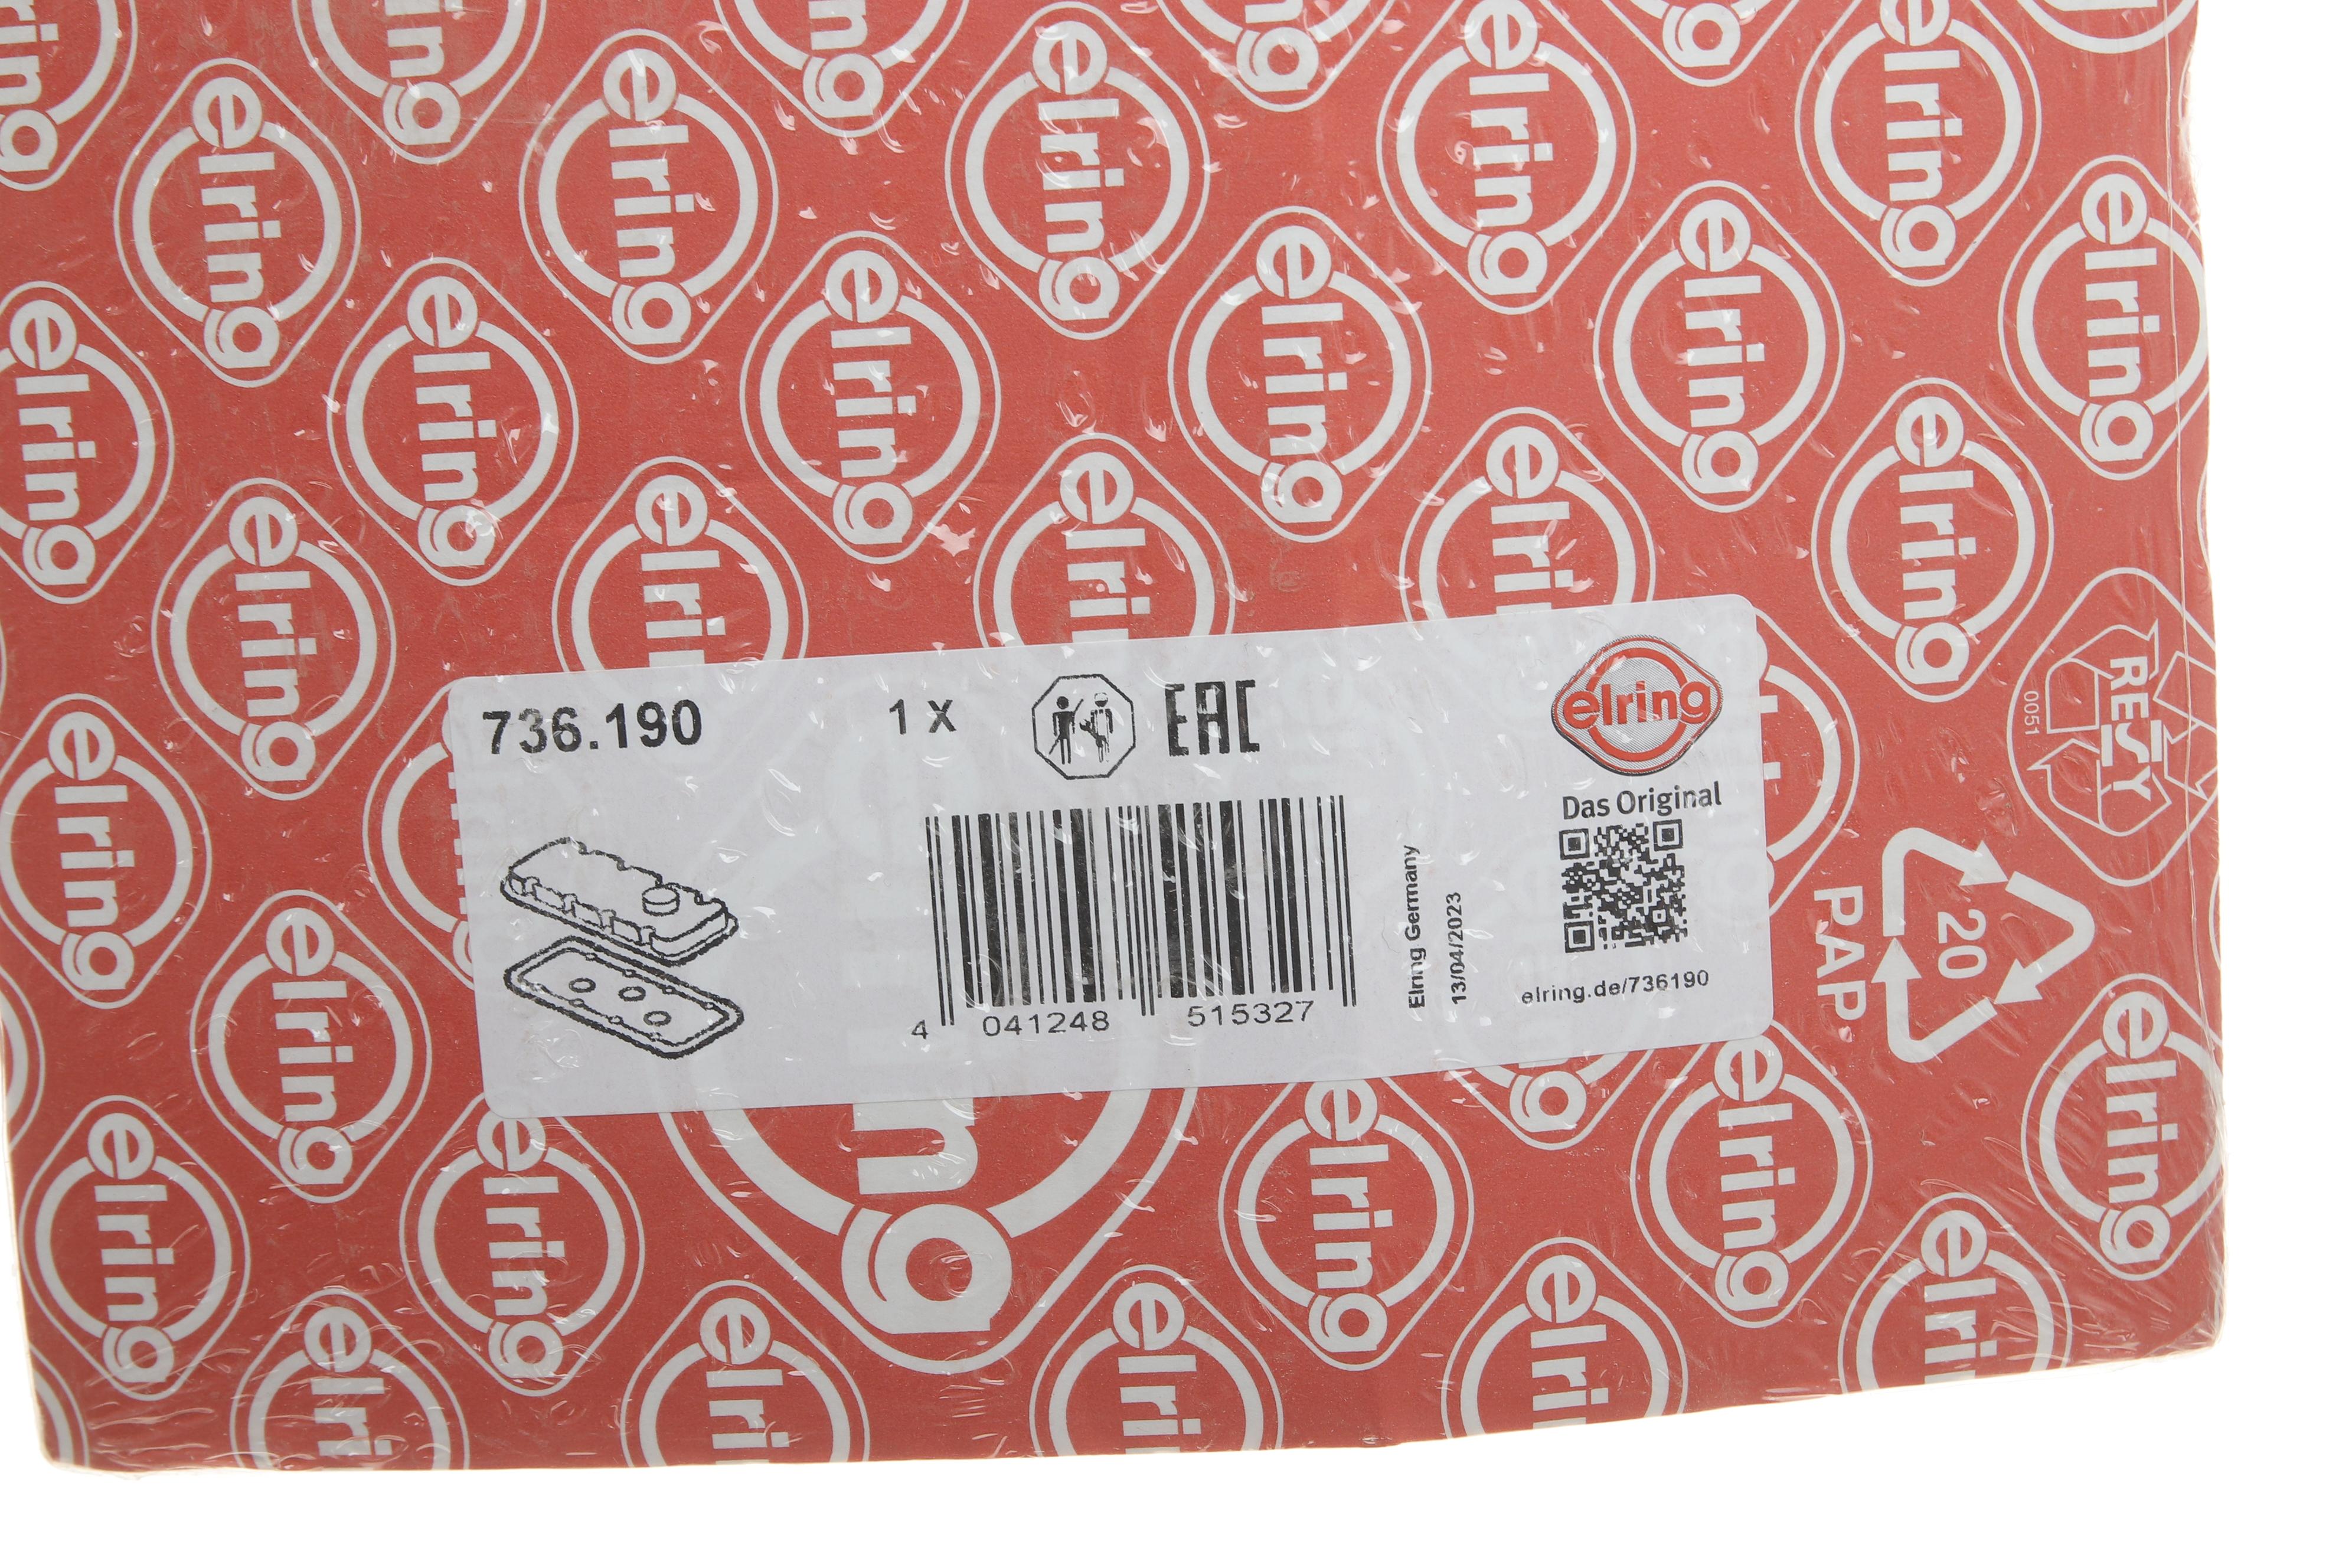 736.190
1 X
EAC
elring
Das Original
4 041248 515327
Elring Germany
13/04/2023
elring.de/736190
RESY
0051
20
PAP
elring